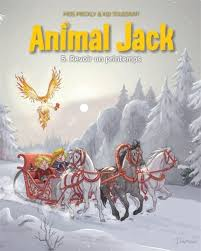 MISS PRICKLY & KID TOUSSAINT
Animal Jack
5. Revoir un printemps